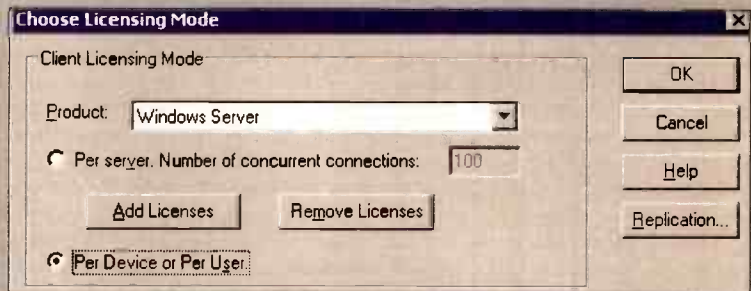 Choose Licensing Mode
Client Licensing Mode
Product: Windows Server
Per server. Number of concurrent connections: 100
Add Licenses Remove Licenses
Per Device or Per User.
OK
Cancel
Help
Replication...